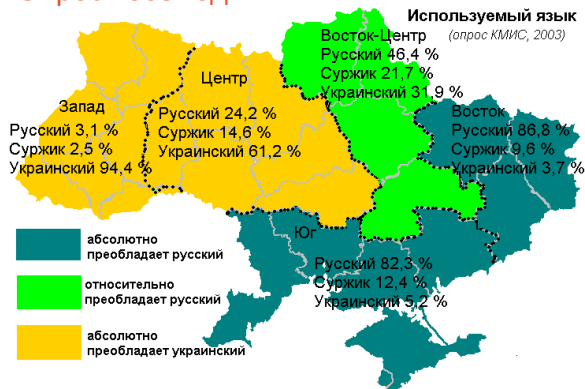 Используемый язык
(опрос КМИС, 2003)
Восток-Центр
Русский 46,4 %
Суржик 21,7 %
Украинский 31,9 %
Центр
Русский 24,2 %
Суржик 14,6 %
Украинский 61,2 %
Запад
Русский 3,1 %
Суржик 2,5 %
Украинский 94,4 %
Восток
Русский 86,8 %
Суржик 9,6 %
Украинский 3,7 %
Юг
Русский 82,3 %
Суржик 12,4 %
Украинский 5,2 %
абсолютно
преобладает русский
относительно
преобладает русский
абсолютно
преобладает украинский